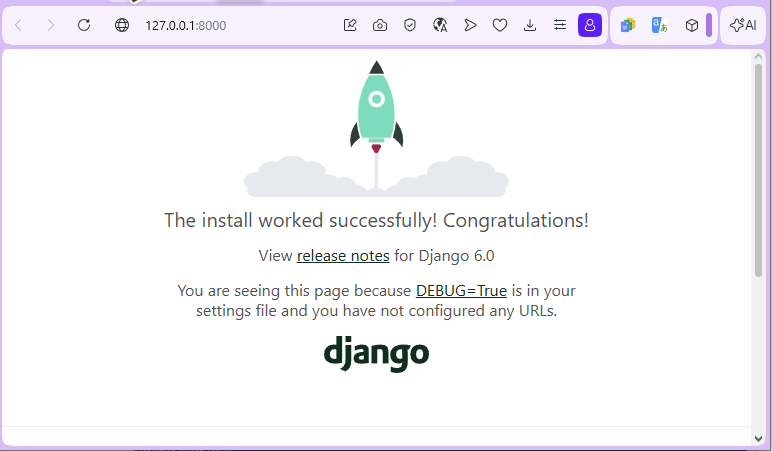 127.0.0.1:8000
AI
The install worked successfully! Congratulations!
View release notes for Django 6.0
You are seeing this page because DEBUG=True is in your
settings file and you have not configured any URLs.
django